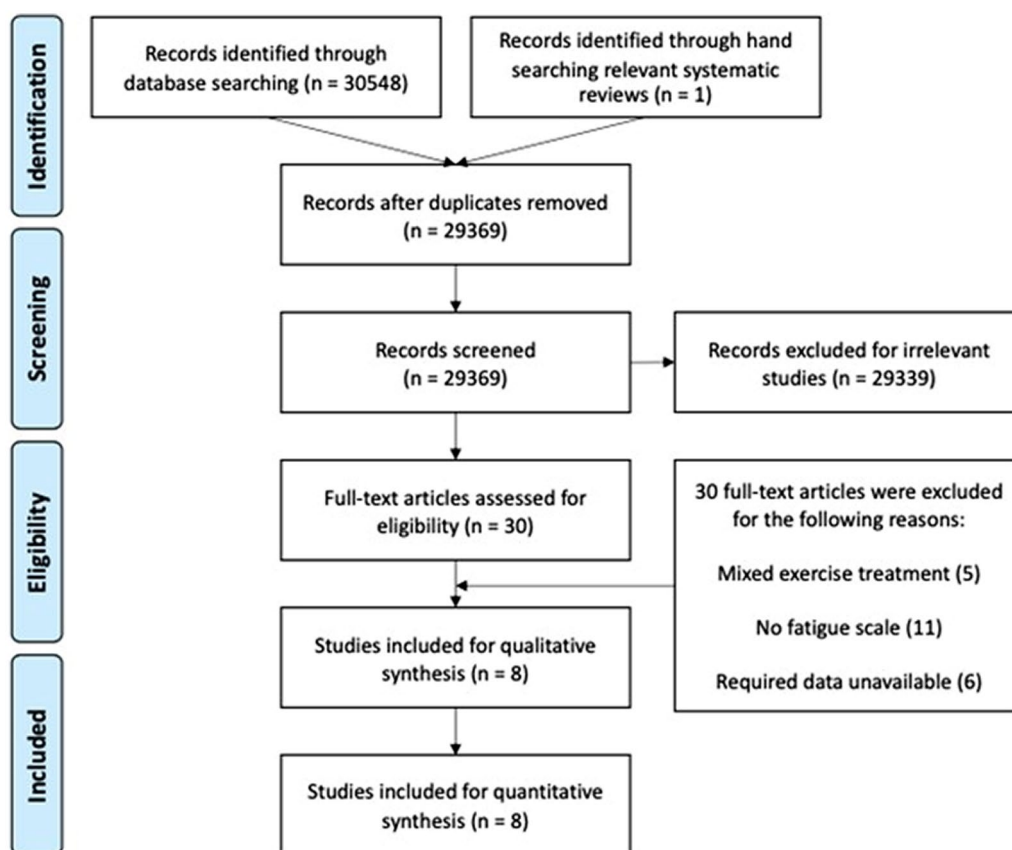 Identification
Records identified through
database searching (n = 30548)
Records identified through hand
searching relevant systematic
reviews (n = 1)
Records after duplicates removed
(n = 29369)
Screening
Records screened
(n = 29369)
Records excluded for irrelevant
studies (n = 29339)
Eligibility
Full-text articles assessed for
eligibility (n = 30)
30 full-text articles were excluded
for the following reasons:
Mixed exercise treatment (5)
No fatigue scale (11)
Required data unavailable (6)
Studies included for qualitative
synthesis (n = 8)
Included
Studies included for quantitative
synthesis (n = 8)